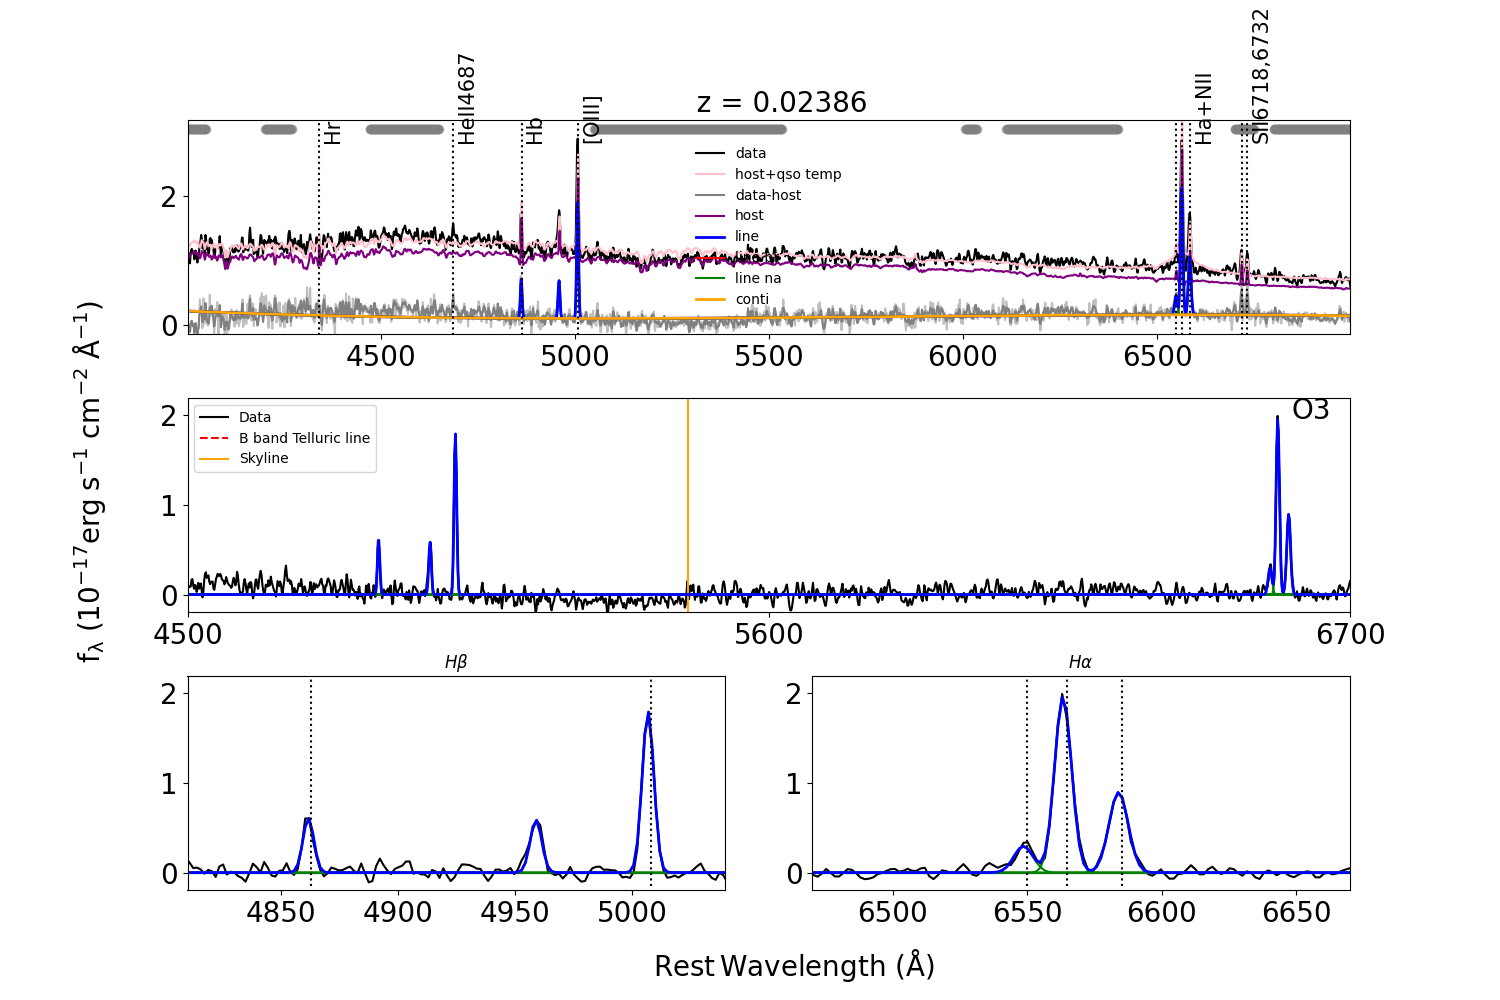 z = 0.02386
Hr
HeII4687
Hb
[OIII]
Ha+NII
SII6718,6732
data
host+qso temp
data-host
host
line
line na
conti
2
0
4500
5000
5500
6000
6500
Data
B band Telluric line
Skyline
O3
2
1
0
4500
5600
6700
fλ (10−17erg s−1 cm−2 Å−1)
Hβ
2
1
0
4850
4900
4950
5000
Hα
2
1
0
6500
6550
6600
6650
Rest Wavelength (Å)